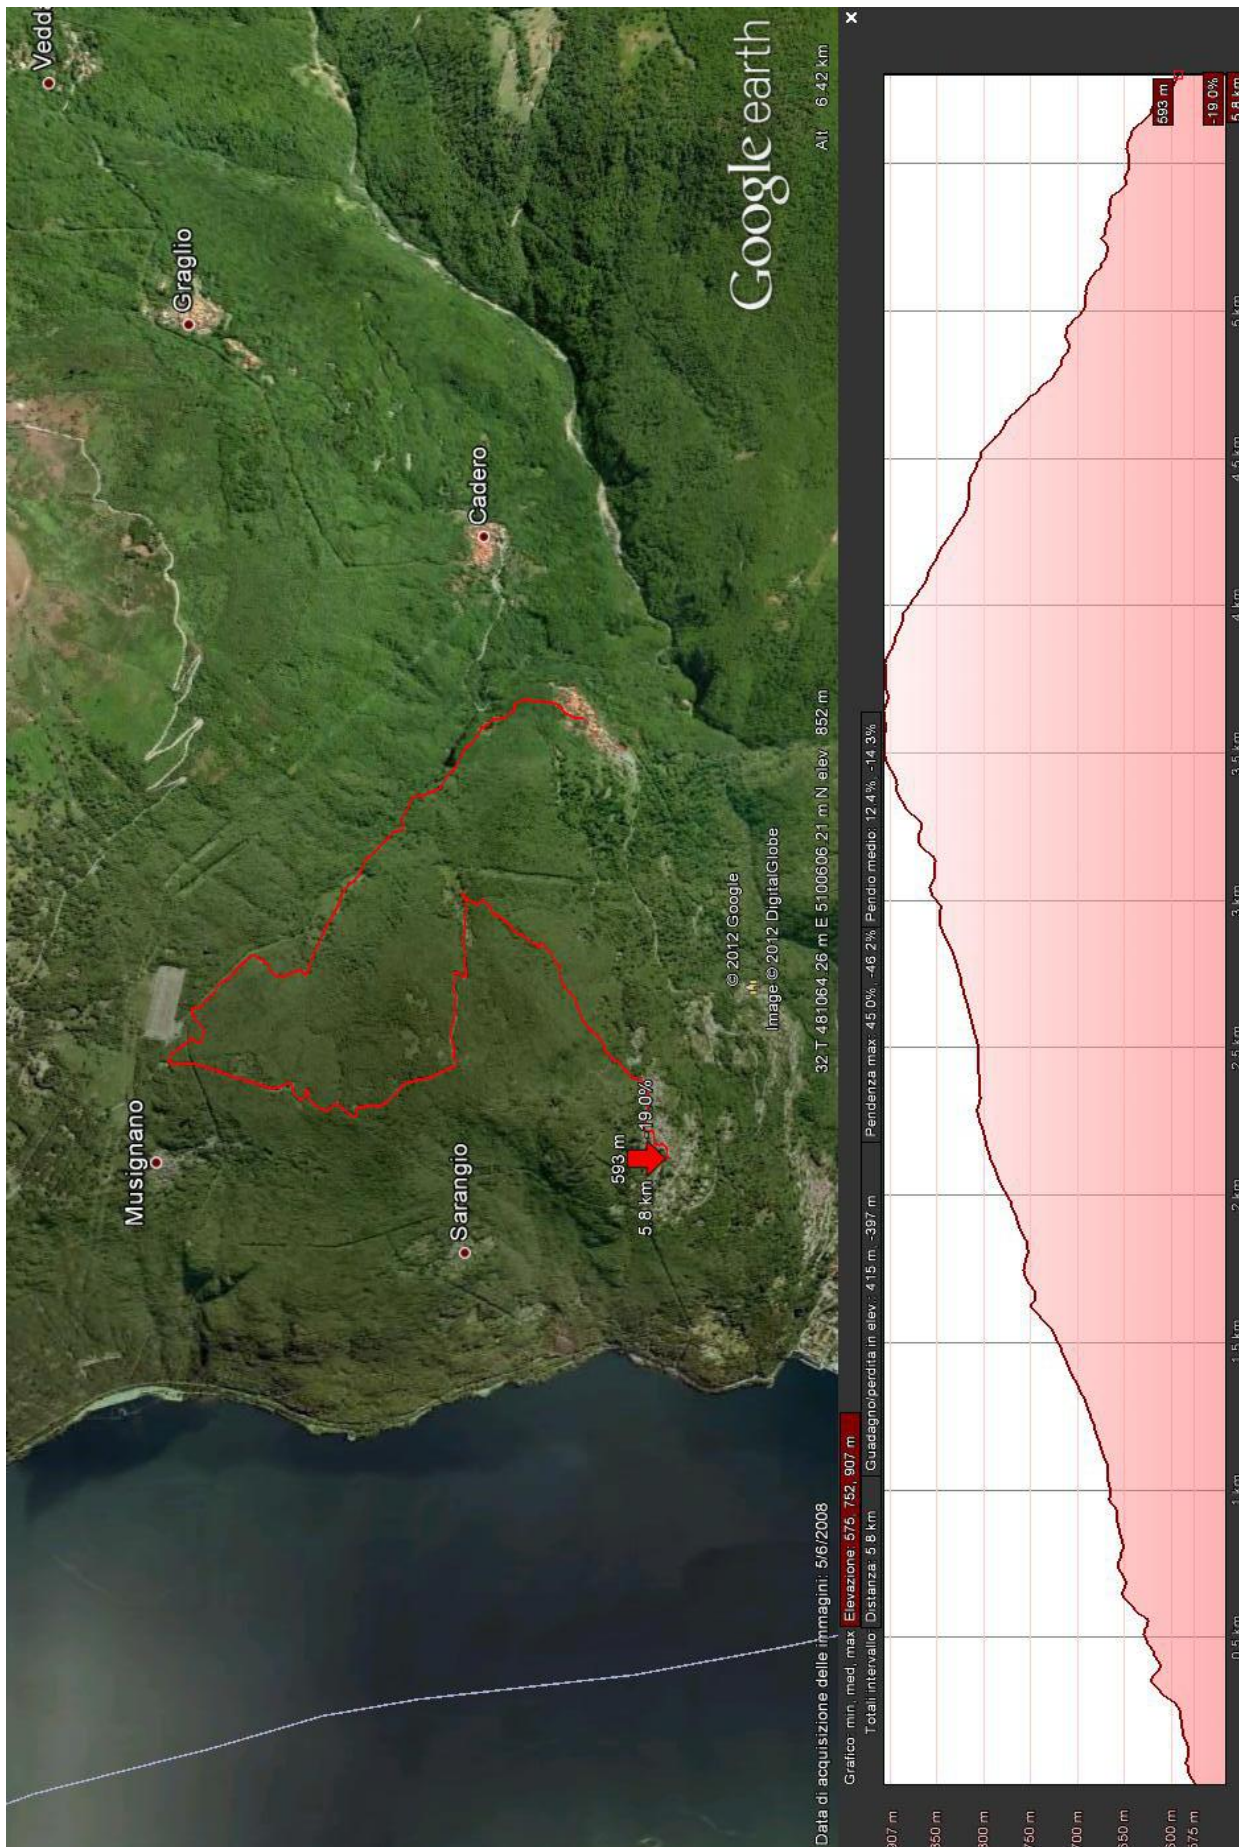 Vedda
Graglio
Musignano
Cadero
Sarangio
593 m
5.8 km
-19.0%
© 2012 Google
Image © 2012 DigitalGlobe
Google earth
Data di acquisizione delle immagini: 5/6/2008
32 T 481064.26 m E 5100606.21 m N elev 852 m
Alt 6.42 km
Grafico: min, med, max Elevazione: 575, 752, 907 m
Totali intervallo: Distanza: 5.8 km Guadagno/perdita in elev.: 415 m, -397 m Pendenza max: 45.0%, -46.2% Pendio medio: 12.4%, -14.3%
907 m
850 m
800 m
750 m
700 m
650 m
600 m
575 m
593 m
-19.0%
5.8 km
0.5 km
1 km
1.5 km
2 km
2.5 km
3 km
3.5 km
4 km
4.5 km
5 km